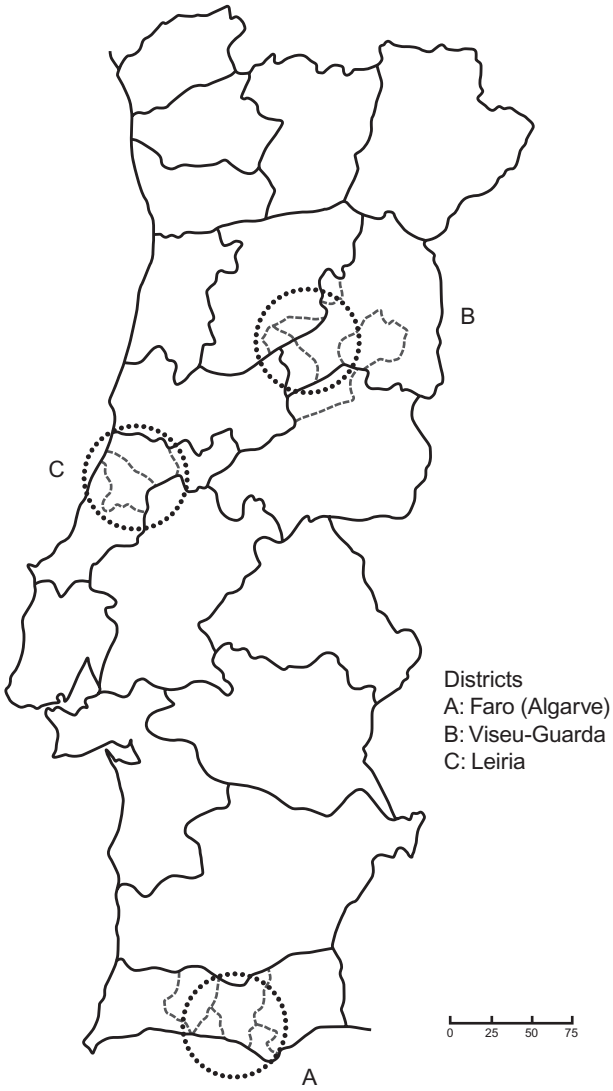 B
C
Districts
A: Faro (Algarve)
B: Viseu-Guarda
C: Leiria
0 25 50 75
A